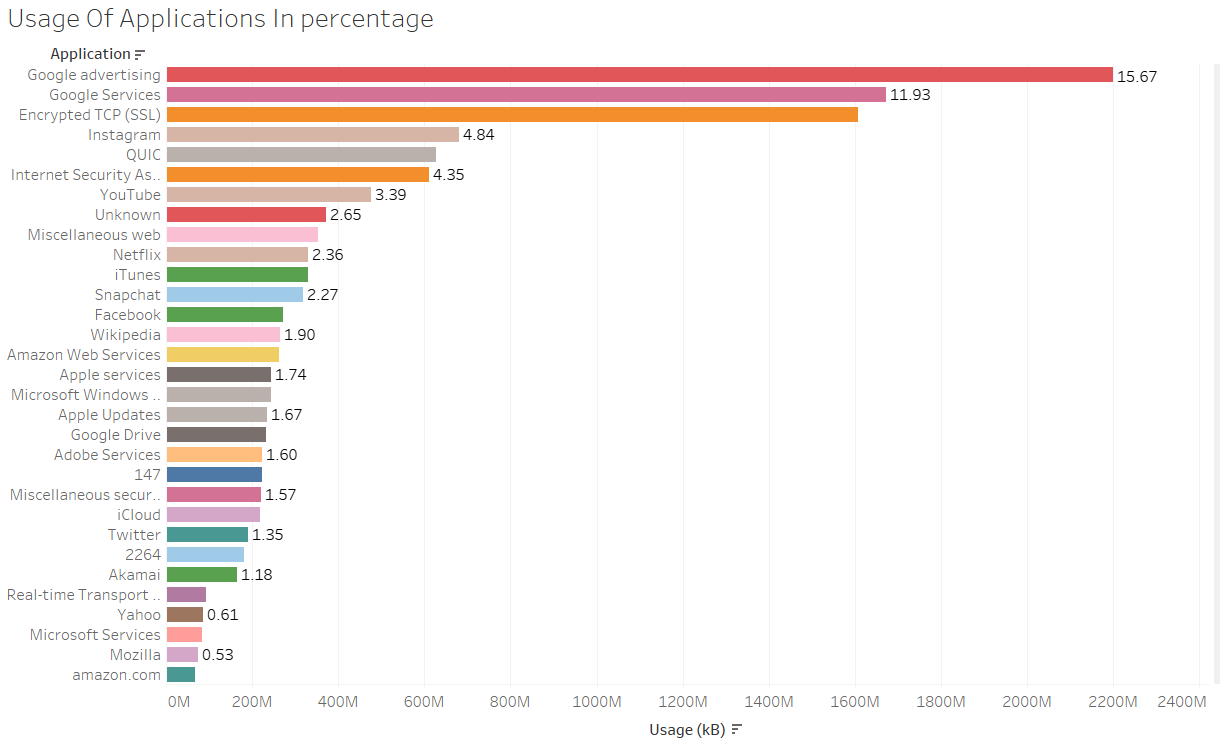 Usage Of Applications In percentage
Application
Google advertising 15.67
Google Services 11.93
Encrypted TCP (SSL)
Instagram 4.84
QUIC
Internet Security As.. 4.35
YouTube 3.39
Unknown 2.65
Miscellaneous web
Netflix 2.36
iTunes
Snapchat 2.27
Facebook
Wikipedia 1.90
Amazon Web Services
Apple services 1.74
Microsoft Windows ..
Apple Updates 1.67
Google Drive
Adobe Services 1.60
147
Miscellaneous secur.. 1.57
iCloud
Twitter 1.35
2264
Akamai 1.18
Real-time Transport ..
Yahoo 0.61
Microsoft Services
Mozilla 0.53
amazon.com
0M 200M 400M 600M 800M 1000M 1200M 1400M 1600M 1800M 2000M 2200M 2400M
Usage (kB)